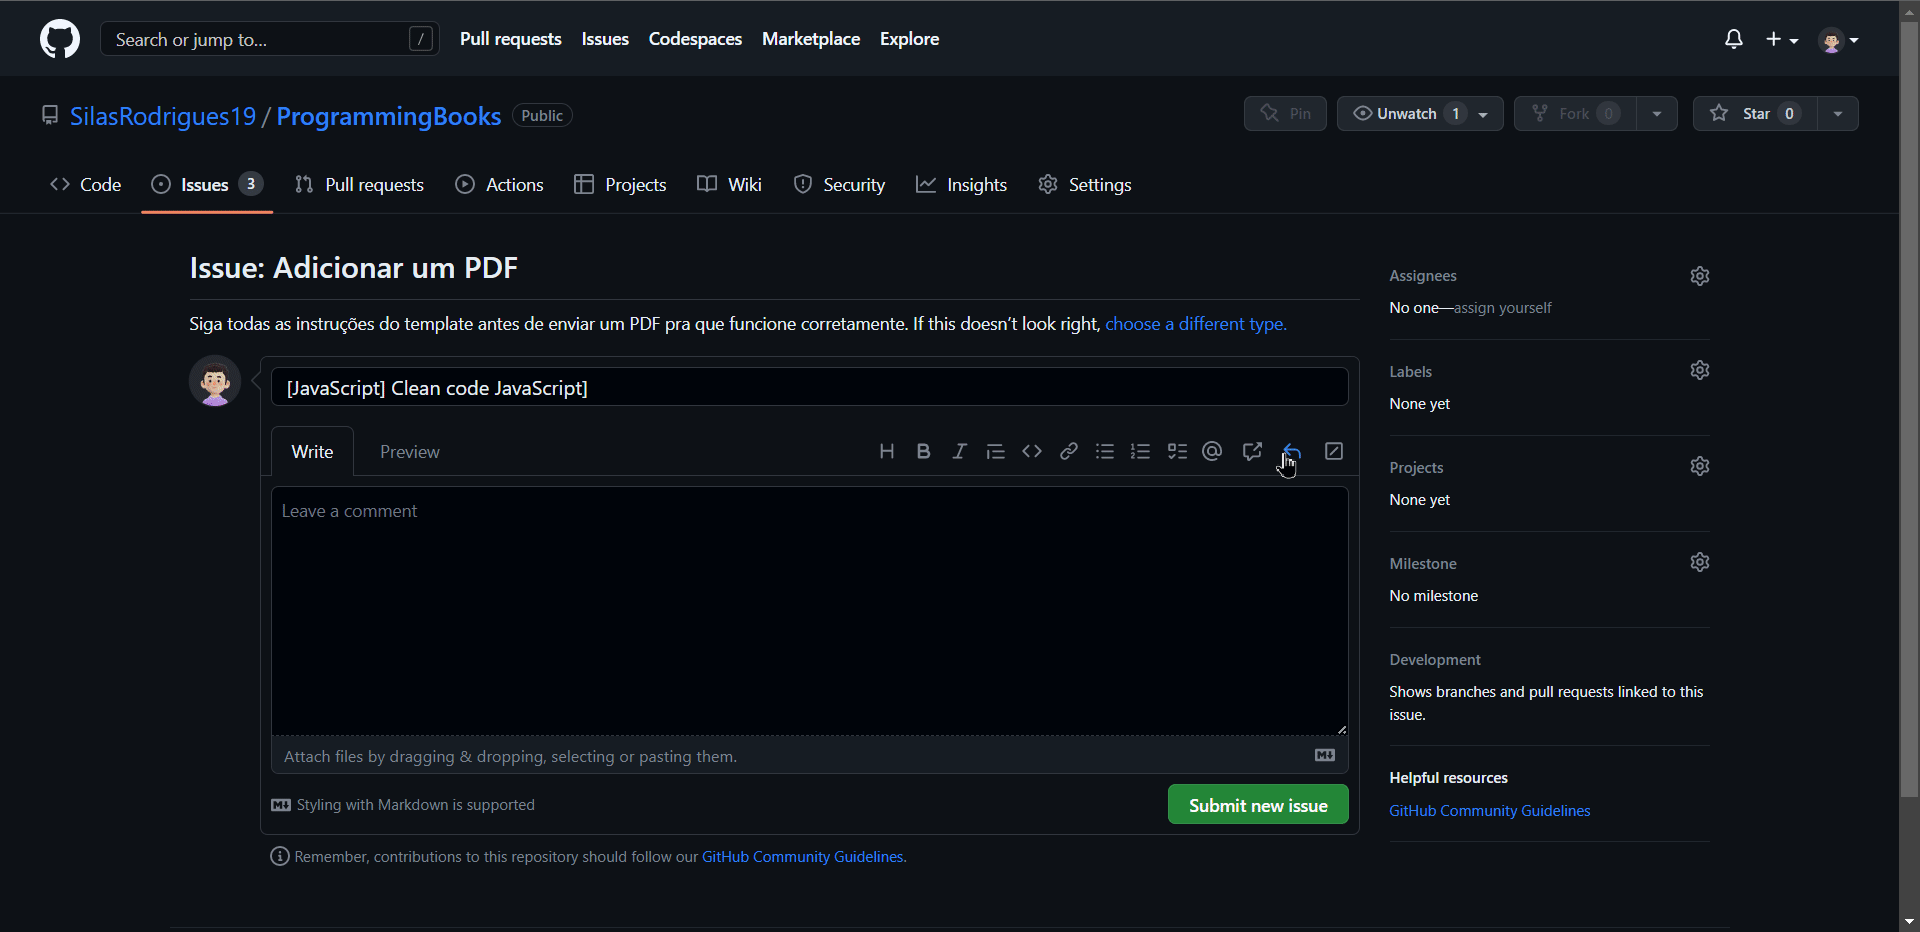 Search or jump to... /
Pull requests Issues Codespaces Marketplace Explore
SilasRodrigues19 / ProgrammingBooks Public
Pin Unwatch 1 Fork 0 Star 0
Code Issues 3 Pull requests Actions Projects Wiki Security Insights Settings
Issue: Adicionar um PDF
Siga todas as instruções do template antes de enviar um PDF pra que funcione corretamente. If this doesn't look right, choose a different type.
[JavaScript] Clean code JavaScript]
Write Preview
Leave a comment
Attach files by dragging & dropping, selecting or pasting them.
Styling with Markdown is supported
Submit new issue
Remember, contributions to this repository should follow our GitHub Community Guidelines.
Assignees
No one—assign yourself
Labels
None yet
Projects
None yet
Milestone
No milestone
Development
Shows branches and pull requests linked to this
issue.
Helpful resources
GitHub Community Guidelines